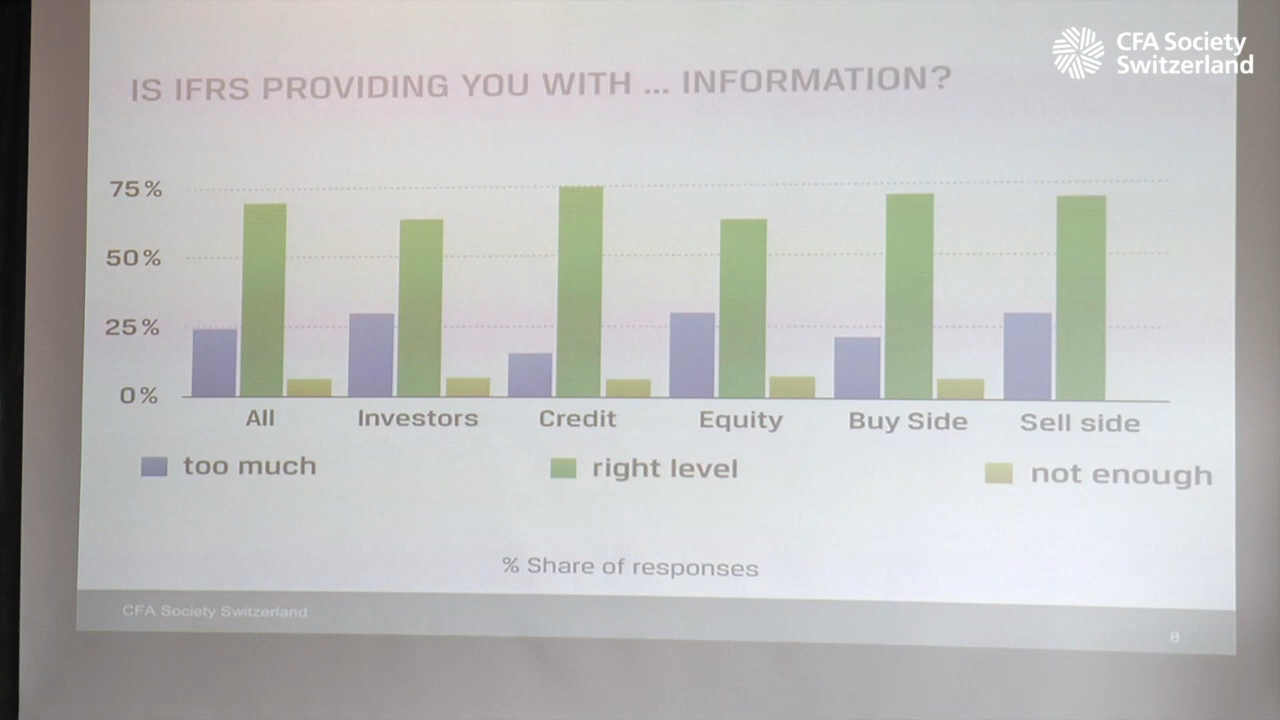 CFA Society
Switzerland
IS IFRS PROVIDING YOU WITH ... INFORMATION?
75%
50%
25%
0%
All Investors Credit Equity Buy Side Sell side
too much right level not enough
% Share of responses
CFA Society Switzerland
8